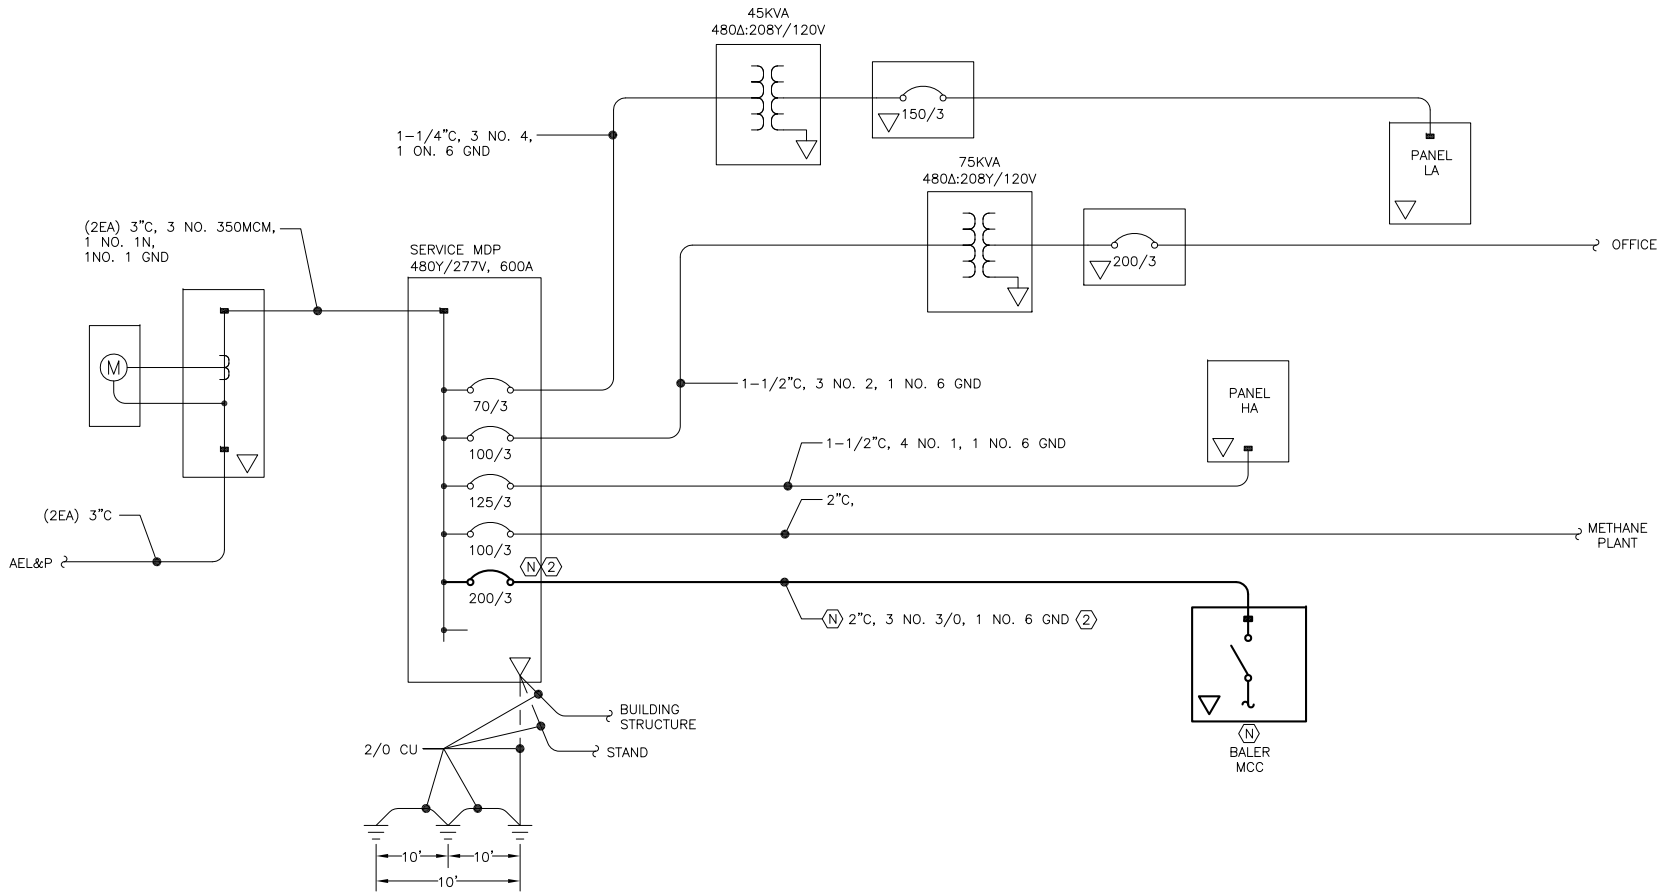 45KVA
480Δ:208Y/120V
150/3
1-1/4"C, 3 NO. 4,
1 ON. 6 GND
PANEL
LA
75KVA
480Δ:208Y/120V
200/3
OFFICE
(2EA) 3"C, 3 NO. 350MCM,
1 NO. 1N,
1NO. 1 GND
SERVICE MDP
480Y/277V, 600A
M
70/3
1-1/2"C, 3 NO. 2, 1 NO. 6 GND
PANEL
HA
100/3
1-1/2"C, 4 NO. 1, 1 NO. 6 GND
125/3
2"C,
(2EA) 3"C
AEL&P
100/3
METHANE
PLANT
N 2
200/3
N 2"C, 3 NO. 3/0, 1 NO. 6 GND 2
BUILDING
STRUCTURE
2/0 CU
STAND
N
BALER
MCC
10' 10'
10'